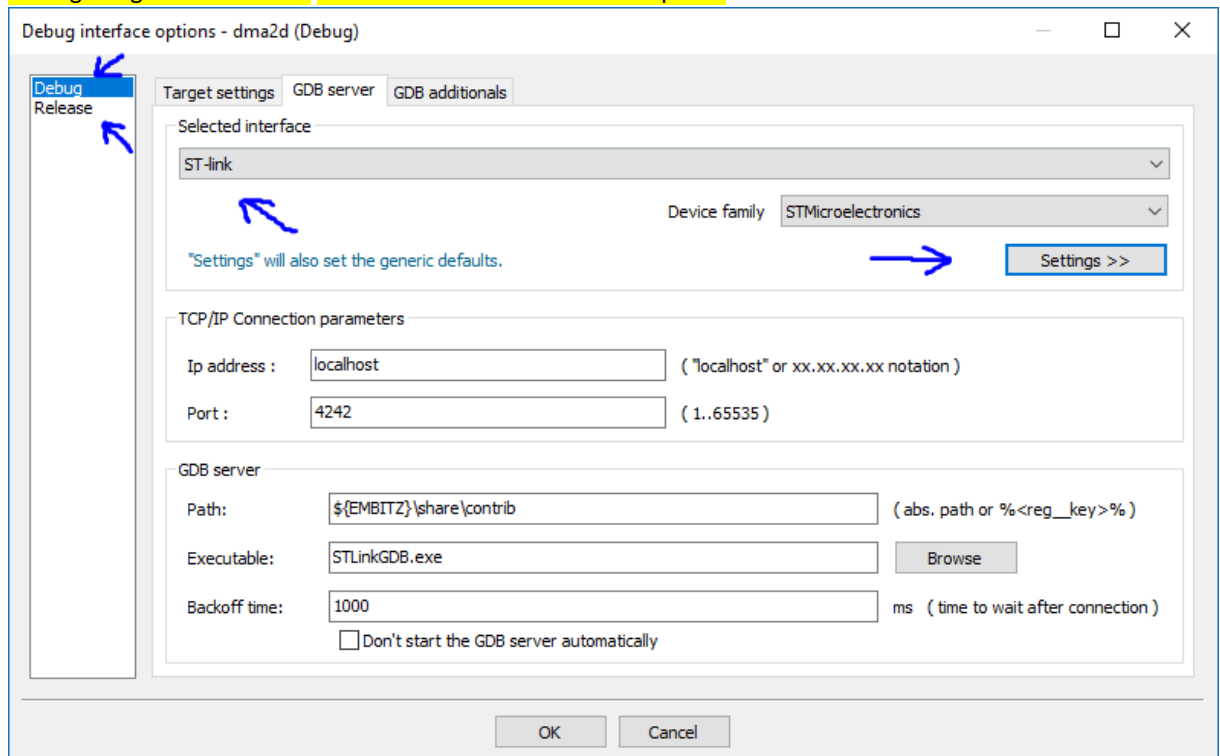 Debug interface options - dma2d (Debug)
Debug
Release
Target settings GDB server GDB additionals
Selected interface
ST-link
Device family STMicroelectronics
"Settings" will also set the generic defaults. Settings >>
TCP/IP Connection parameters
Ip address : localhost ( "localhost" or xx.xx.xx.xx notation )
Port : 4242 ( 1..65535 )
GDB server
Path: ${EMBITZ}\share\contrib ( abs. path or %<reg__key>% )
Executable: STLinkGDB.exe Browse
Backoff time: 1000 ms ( time to wait after connection )
Don't start the GDB server automatically
OK Cancel